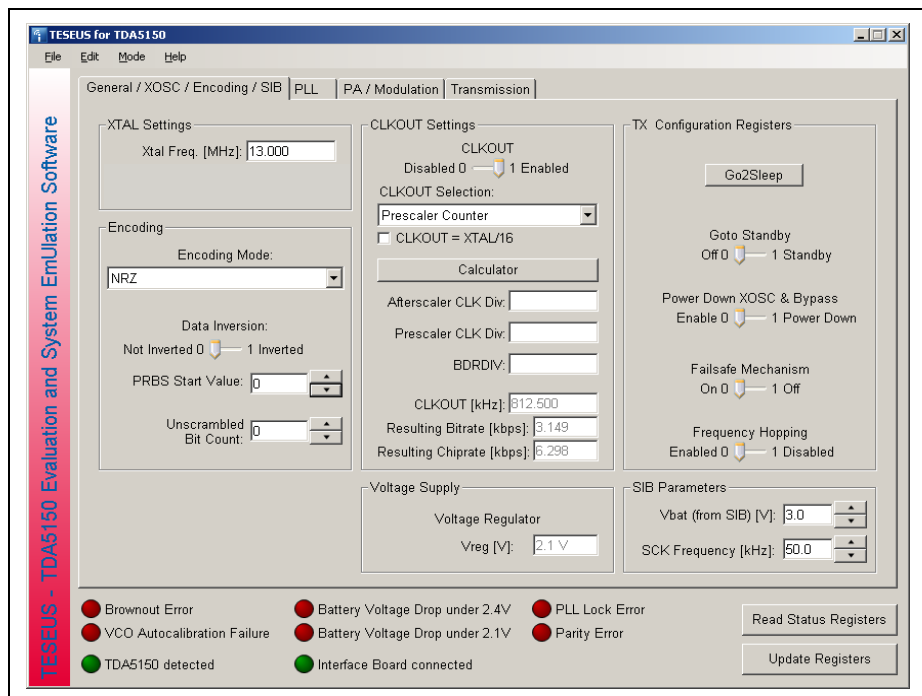 TESEUS for TDA5150
File Edit Mode Help
TESEUS - TDA5150 Evaluation and System EmUlation Software
General / XOSC / Encoding / SIB PLL PA / Modulation Transmission
XTAL Settings
Xtal Freq. [MHz]: 13.000
Encoding
Encoding Mode:
NRZ
Data Inversion:
Not Inverted 0 1 Inverted
PRBS Start Value: 0
Unscrambled
Bit Count: 0
CLKOUT Settings
CLKOUT
Disabled 0 1 Enabled
CLKOUT Selection:
Prescaler Counter
CLKOUT = XTAL/16
Calculator
Afterscaler CLK Div:
Prescaler CLK Div:
BDRDIV:
CLKOUT [kHz]: 812.500
Resulting Bitrate [kbps]: 3.149
Resulting Chiprate [kbps]: 6.298
Voltage Supply
Voltage Regulator
Vreg [V]: 2.1 V
TX Configuration Registers
Go2Sleep
Goto Standby
Off 0 1 Standby
Power Down XOSC & Bypass
Enable 0 1 Power Down
Failsafe Mechanism
On 0 1 Off
Frequency Hopping
Enabled 0 1 Disabled
SIB Parameters
Vbat (from SIB) [V]: 3.0
SCK Frequency [kHz]: 50.0
Brownout Error Battery Voltage Drop under 2.4V PLL Lock Error
VCO Autocalibration Failure Battery Voltage Drop under 2.1V Parity Error
TDA5150 detected Interface Board connected
Read Status Registers
Update Registers